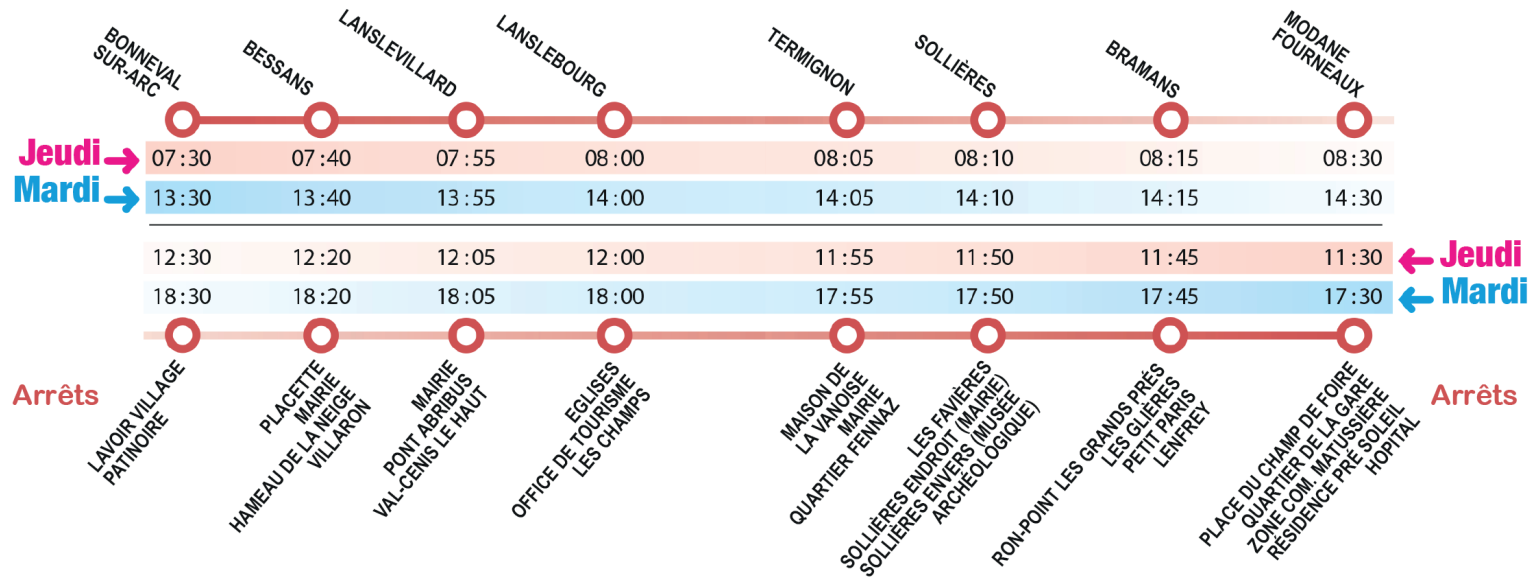 BONNEVAL
SUR-ARC
BESSANS
LANSLEVILLARD
LANSLEBOURG
TERMIGNON
SOLLIÈRES
BRAMANS
MODANE
FOURNEAUX
Jeudi 07:30 07:40 07:55 08:00 08:05 08:10 08:15 08:30
Mardi 13:30 13:40 13:55 14:00 14:05 14:10 14:15 14:30
12:30 12:20 12:05 12:00 11:55 11:50 11:45 11:30 Jeudi
18:30 18:20 18:05 18:00 17:55 17:50 17:45 17:30 Mardi
Arrêts
LAVOIR VILLAGE
PATINOIRE
PLACETTE
MAIRIE
HAMEAU DE LA NEIGE
VILLARON
MAIRIE
PONT ABRIBUS
VAL-CENIS LE HAUT
EGLISES
OFFICE DE TOURISME
LES CHAMPS
MAISON DE
LA VANOISE
MAIRIE
QUARTIER FENNAZ
LES FAVIÈRES
SOLLIÈRES ENDROIT (MAIRIE)
SOLLIÈRES ENVERS (MUSÉE
ARCHÉOLOGIQUE)
RON-POINT LES GRANDS PRÉS
LES GLIÈRES
PETIT PARIS
LENFREY
PLACE DU CHAMP DE FOIRE
QUARTIER DE LA GARE
ZONE COM. MATUSSIÈRE
RÉSIDENCE PRÉ SOLEIL
HOPITAL
Arrêts